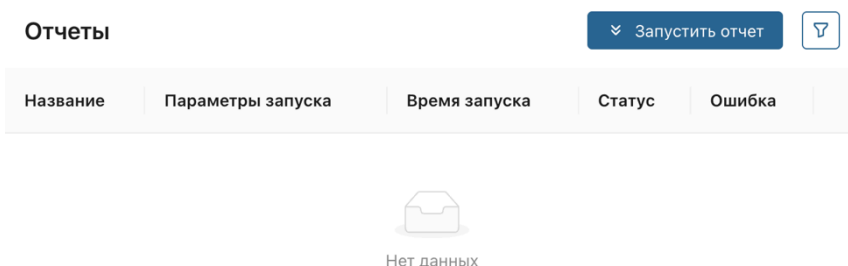 Отчеты
Запустить отчет
Название Параметры запуска Время запуска Статус Ошибка
Нет данных